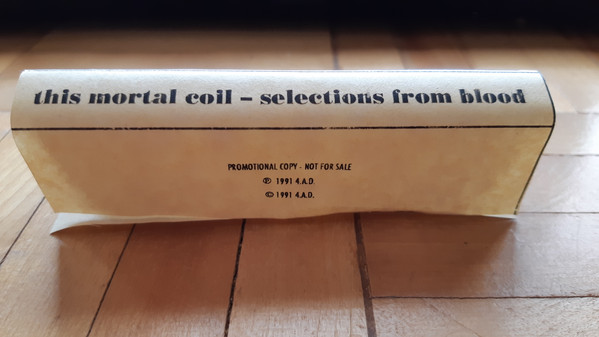 this mortal coil – selections from blood
PROMOTIONAL COPY - NOT FOR SALE
℗ 1991 4.A.D.
© 1991 4.A.D.